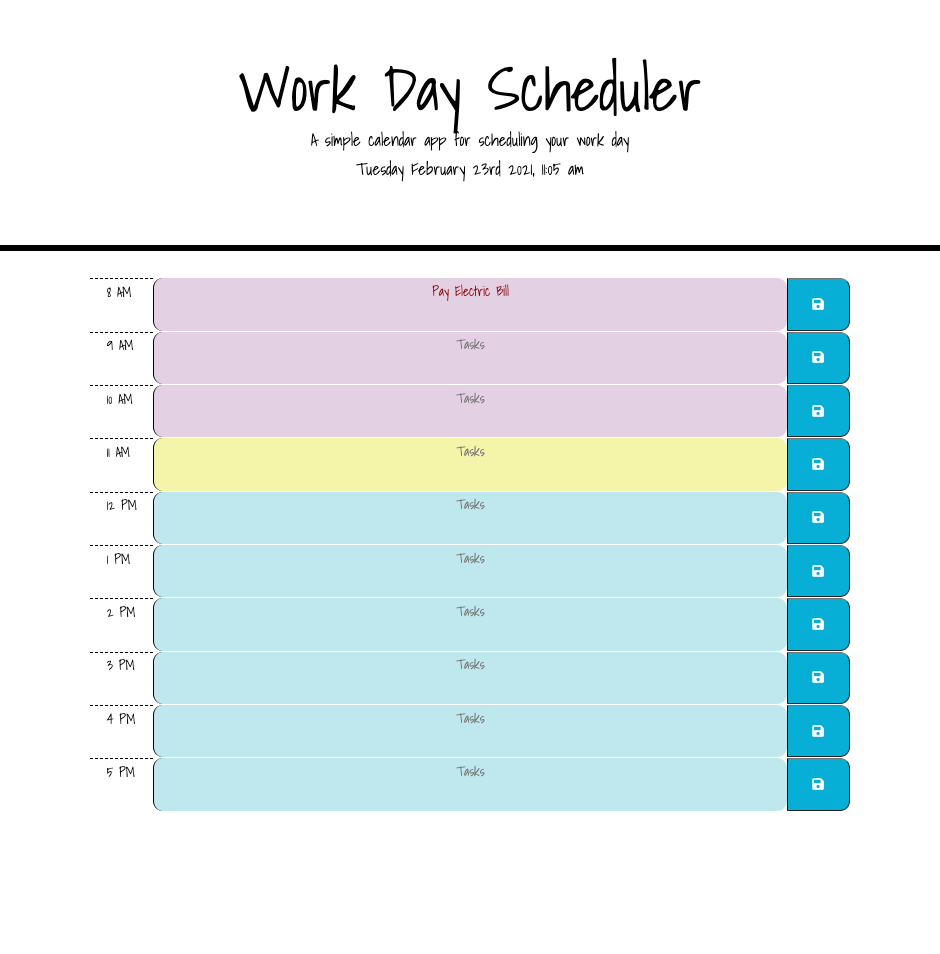 Work Day Scheduler
A simple calendar app for scheduling your work day
Tuesday February 23rd 2021, 11:05 am
8 AM Pay Electric Bill
9 AM Tasks
10 AM Tasks
11 AM Tasks
12 PM Tasks
1 PM Tasks
2 PM Tasks
3 PM Tasks
4 PM Tasks
5 PM Tasks